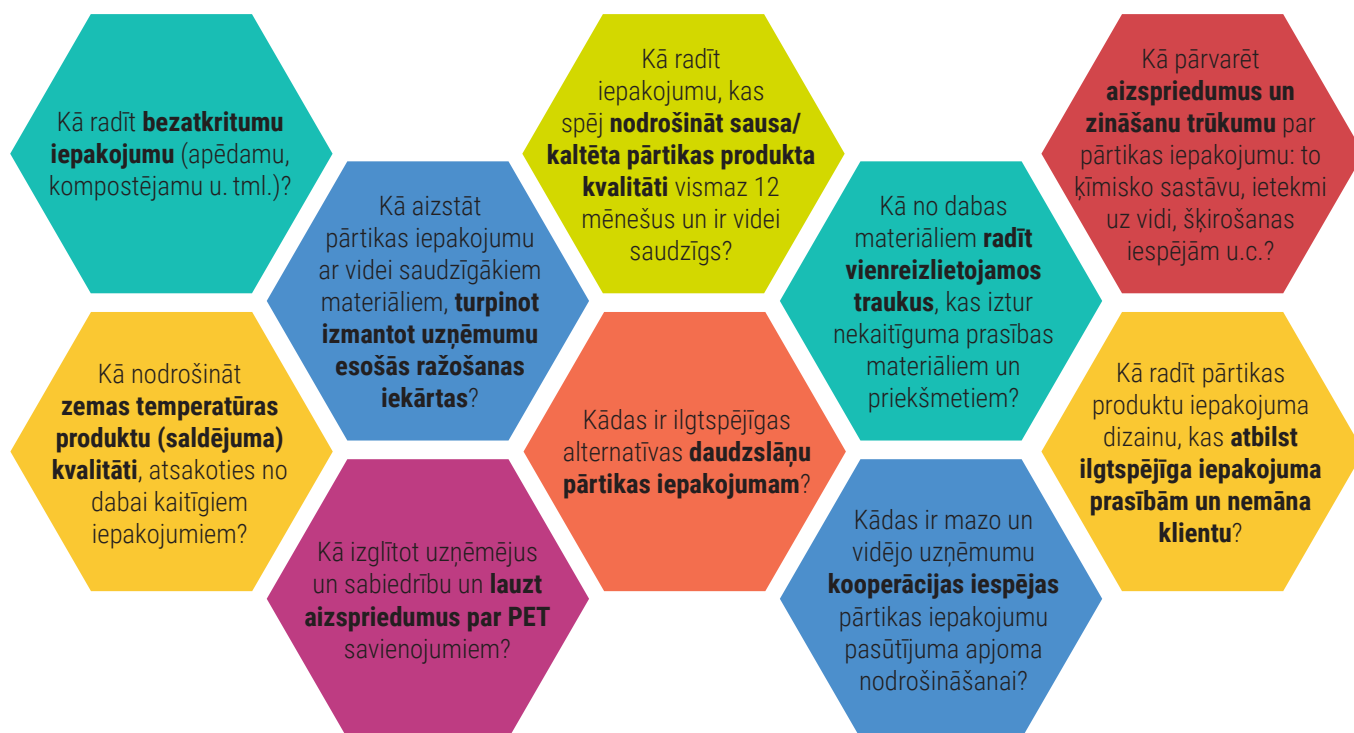 Kā radīt bezatkritumu
iepakojumu (apēdamu,
kompostējamu u. tml.)?
Kā aizstāt
pārtikas iepakojumu
ar videi saudzīgākiem
materiāliem, turpinot
izmantot uzņēmumu
esošās ražošanas
iekārtas?
Kā radīt
iepakojumu, kas
spēj nodrošināt sausa/
kaltēta pārtikas produkta
kvalitāti vismaz 12
mēnešus un ir videi
saudzīgs?
Kā no dabas
materiāliem radīt
vienreizlietojamos
traukus, kas iztur
nekaitīguma prasības
materiāliem un
priekšmetiem?
Kā pārvarēt
aizspriedumus un
zināšanu trūkumu par
pārtikas iepakojumu: to
ķīmisko sastāvu, ietekmi
uz vidi, šķirošanas
iespējām u.c.?
Kā nodrošināt
zemas temperatūras
produktu (saldējuma)
kvalitāti, atsakoties no
dabai kaitīgiem
iepakojumiem?
Kā izglītot uzņēmējus
un sabiedrību un lauzt
aizspriedumus par PET
savienojumiem?
Kādas ir ilgtspējīgas
alternatīvas daudzslāņu
pārtikas iepakojumam?
Kādas ir mazo un
vidējo uzņēmumu
kooperācijas iespējas
pārtikas iepakojumu
pasūtījuma apjoma
nodrošināšanai?
Kā radīt pārtikas
produktu iepakojuma
dizainu, kas atbilst
ilgtspējīga iepakojuma
prasībām un nemāna
klientu?